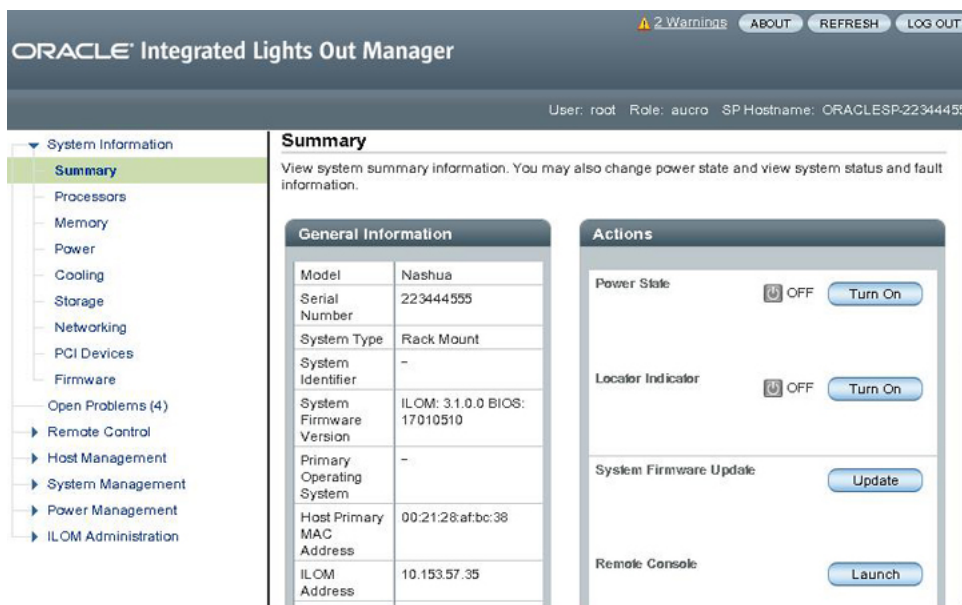 2 Warnings ABOUT REFRESH LOG OUT
ORACLE Integrated Lights Out Manager
User: root Role: aucro SP Hostname: ORACLESP-22344455
System Information
Summary
Processors
Memory
Power
Cooling
Storage
Networking
PCI Devices
Firmware
Open Problems (4)
Remote Control
Host Management
System Management
Power Management
ILOM Administration
Summary
View system summary information. You may also change power state and view system status and fault
information.
General Information
Model Nashua
Serial 223444555
Number
System Type Rack Mount
System –
Identifier
System ILOM: 3.1.0.0 BIOS:
Firmware 17010510
Version
Primary –
Operating
System
Host Primary 00:21:28:af:bc:38
MAC
Address
ILOM 10.153.57.35
Address
Actions
Power State OFF Turn On
Locator Indicator OFF Turn On
System Firmware Update Update
Remote Console Launch